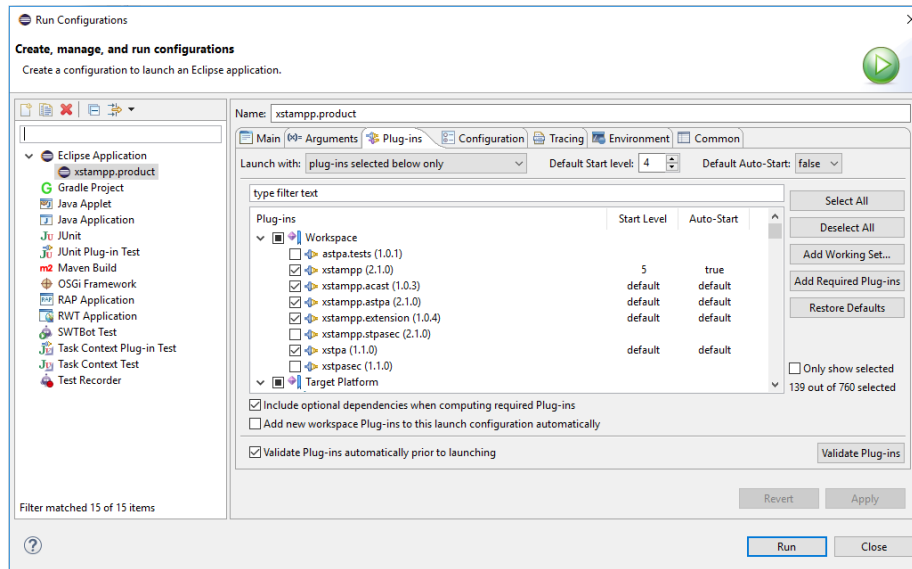 Run Configurations
Create, manage, and run configurations
Create a configuration to launch an Eclipse application.
Name: xstampp.product
Main (x)= Arguments Plug-ins Configuration Tracing Environment Common
Launch with: plug-ins selected below only Default Start level: 4 Default Auto-Start: false
type filter text
Plug-ins Start Level Auto-Start
Workspace
astpa.tests (1.0.1)
xstampp (2.1.0) 5 true
xstampp.acast (1.0.3) default default
xstampp.astpa (2.1.0) default default
xstampp.extension (1.0.4) default default
xstampp.stpasec (2.1.0)
xstpa (1.1.0) default default
xstpasec (1.1.0)
Target Platform
Select All
Deselect All
Add Working Set...
Add Required Plug-ins
Restore Defaults
Only show selected
139 out of 760 selected
Include optional dependencies when computing required Plug-ins
Add new workspace Plug-ins to this launch configuration automatically
Validate Plug-ins automatically prior to launching Validate Plug-ins
Eclipse Application
xstampp.product
Gradle Project
Java Applet
Java Application
JUnit
JUnit Plug-in Test
Maven Build
OSGi Framework
RAP Application
RWT Application
SWTBot Test
Task Context Plug-in Test
Task Context Test
Test Recorder
Filter matched 15 of 15 items
Revert Apply
Run Close